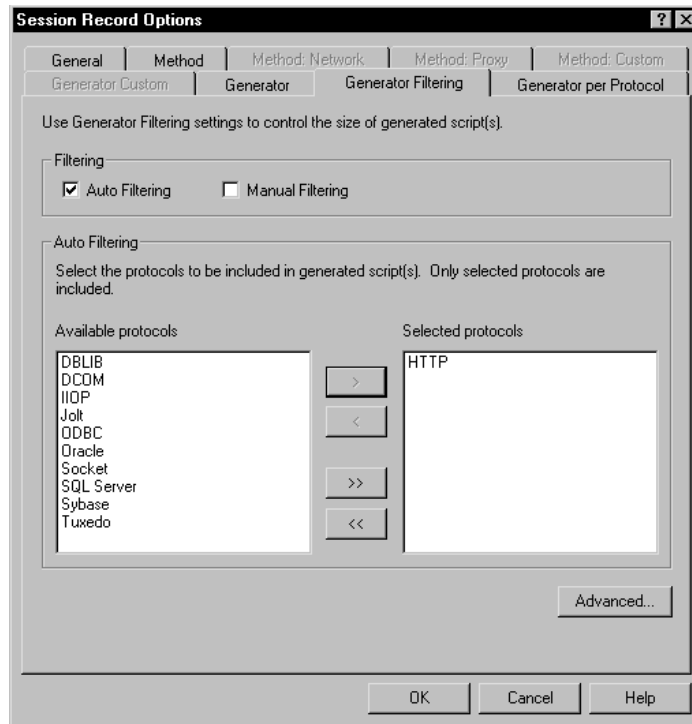 Session Record Options
? X
General Method Method: Network Method: Proxy Method: Custom
Generator Custom Generator Generator Filtering Generator per Protocol
Use Generator Filtering settings to control the size of generated script(s).
Filtering
Auto Filtering Manual Filtering
Auto Filtering
Select the protocols to be included in generated script(s). Only selected protocols are
included.
Available protocols Selected protocols
DBLIB
DCOM
IIOP
Jolt
ODBC
Oracle
Socket
SQL Server
Sybase
Tuxedo
>
<
>>
<<
HTTP
Advanced...
OK Cancel Help